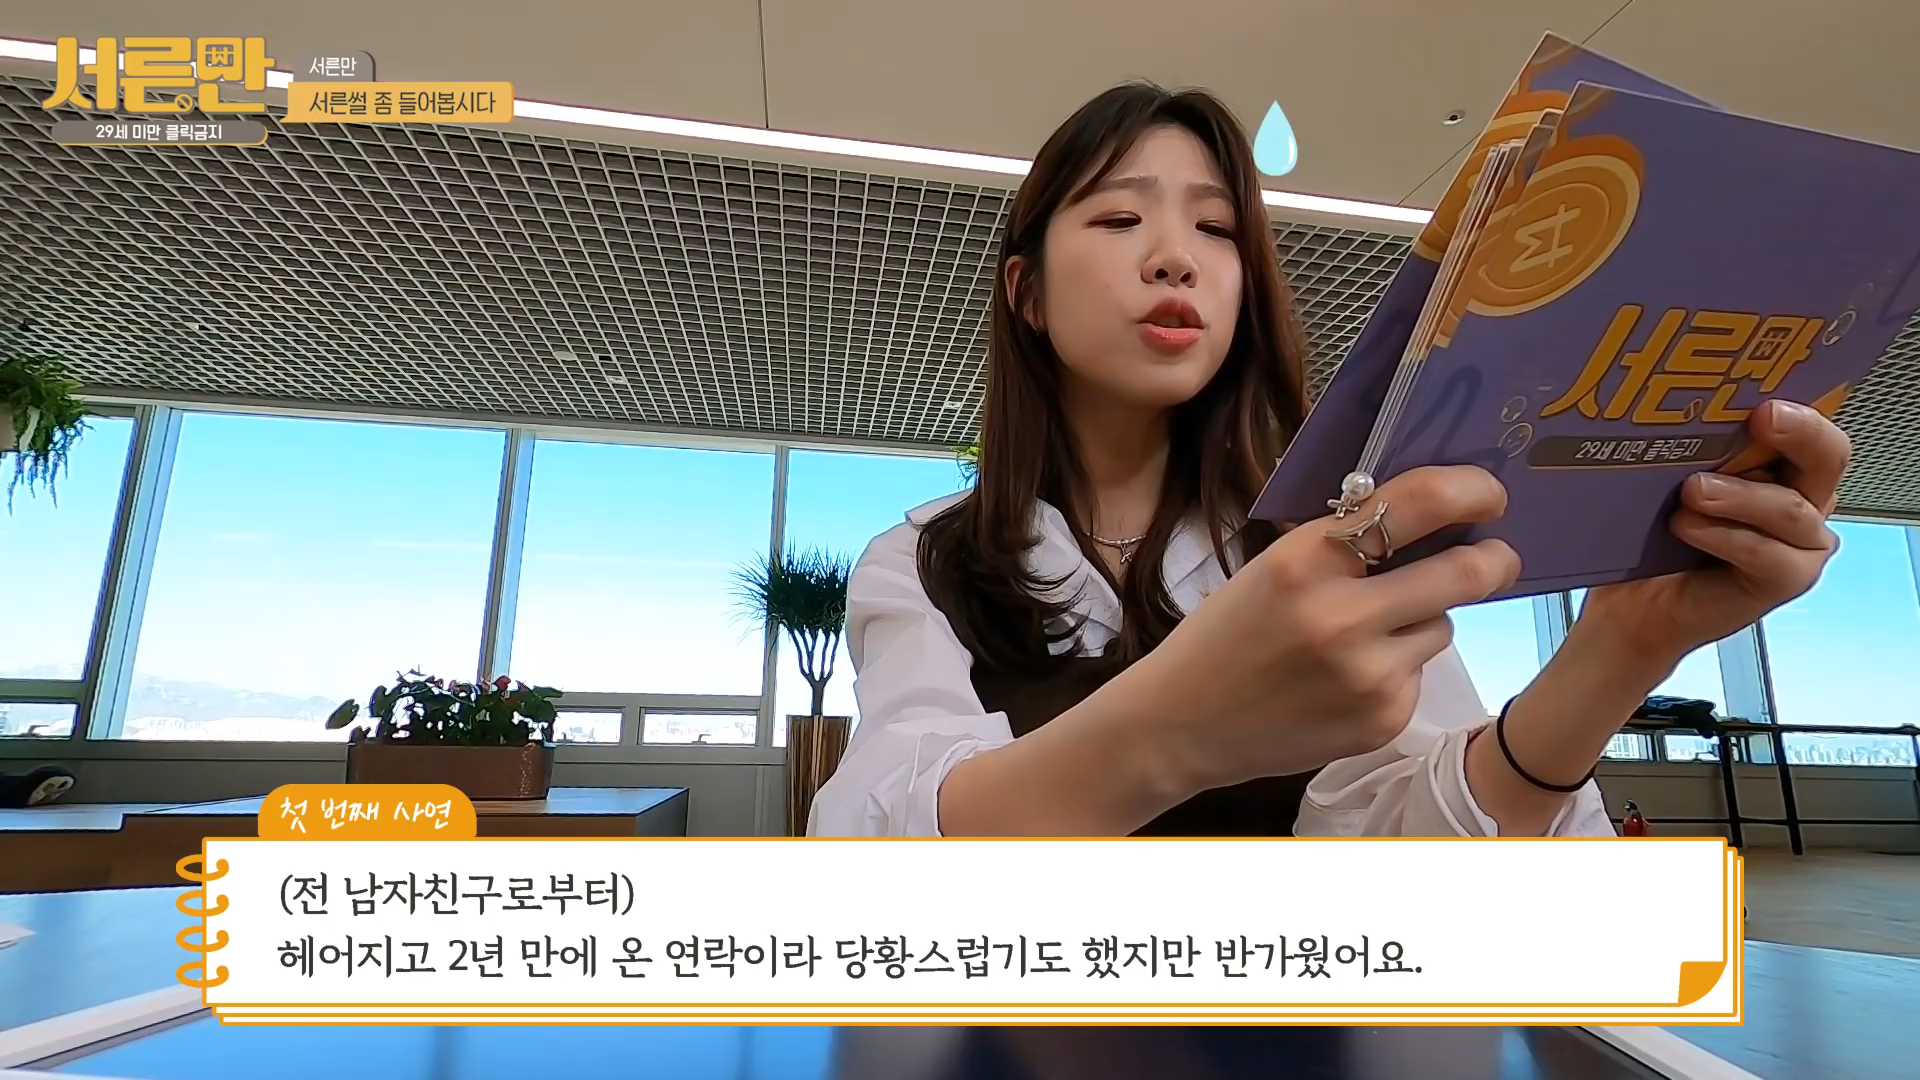 서른만
29세 미만 클릭금지
서른만
서른썰 좀 들어봅시다
서른만
29세 미만 클릭금지
첫 번째 사연
(전 남자친구로부터)
헤어지고 2년 만에 온 연락이라 당황스럽기도 했지만 반가웠어요.